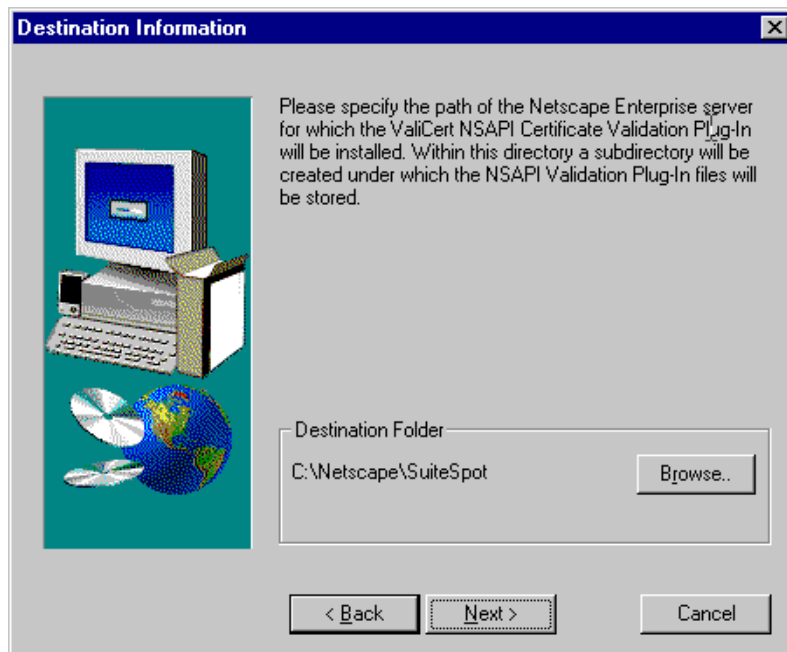 Destination Information
Please specify the path of the Netscape Enterprise server
for which the ValiCert NSAPI Certificate Validation Plug-In
will be installed. Within this directory a subdirectory will be
created under which the NSAPI Validation Plug-In files will
be stored.
Destination Folder
C:\Netscape\SuiteSpot
Browse..
< Back
Next >
Cancel